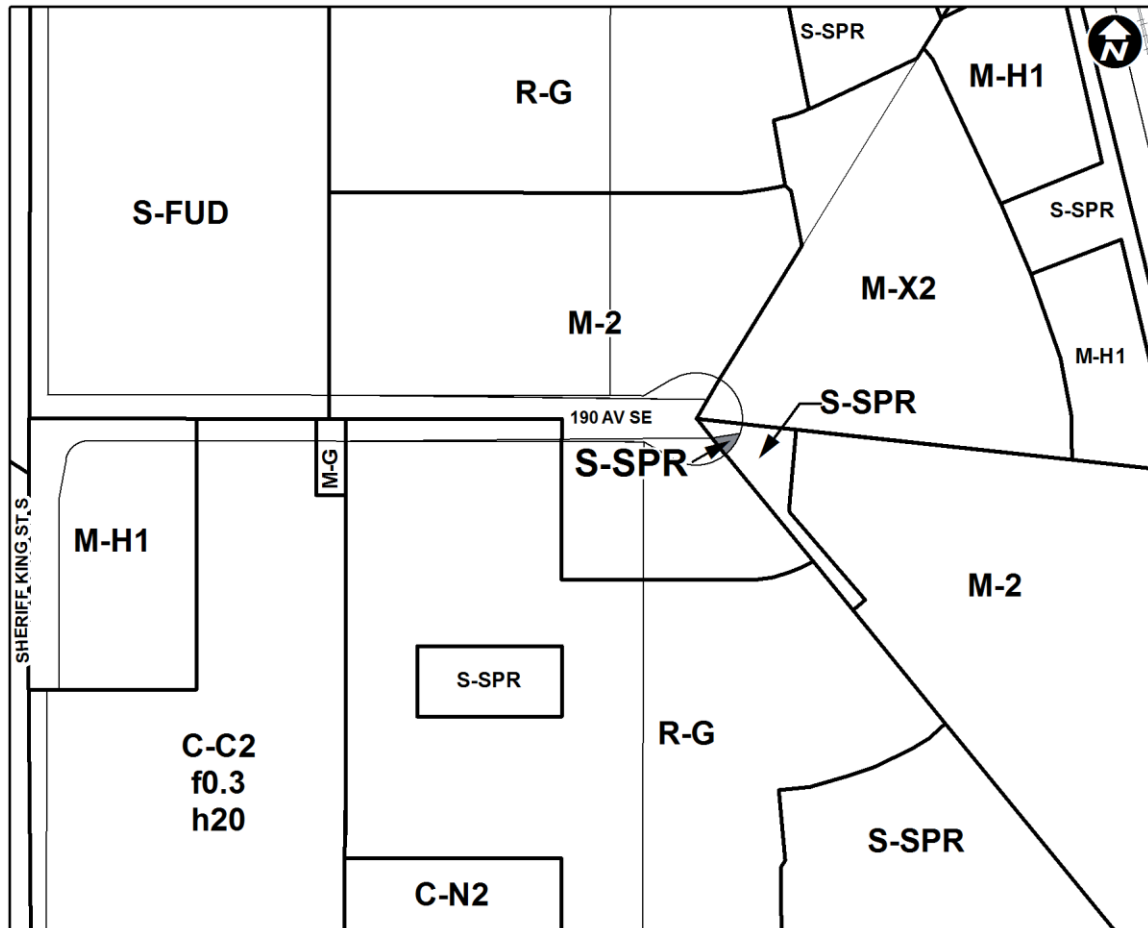 S-SPR
N
M-H1
R-G
S-FUD
S-SPR
M-X2
M-2
M-H1
S-SPR
190 AV SE
S-SPR
M-G
M-H1
SHERIFF KING ST S
M-2
S-SPR
R-G
C-C2
f0.3
h20
S-SPR
C-N2